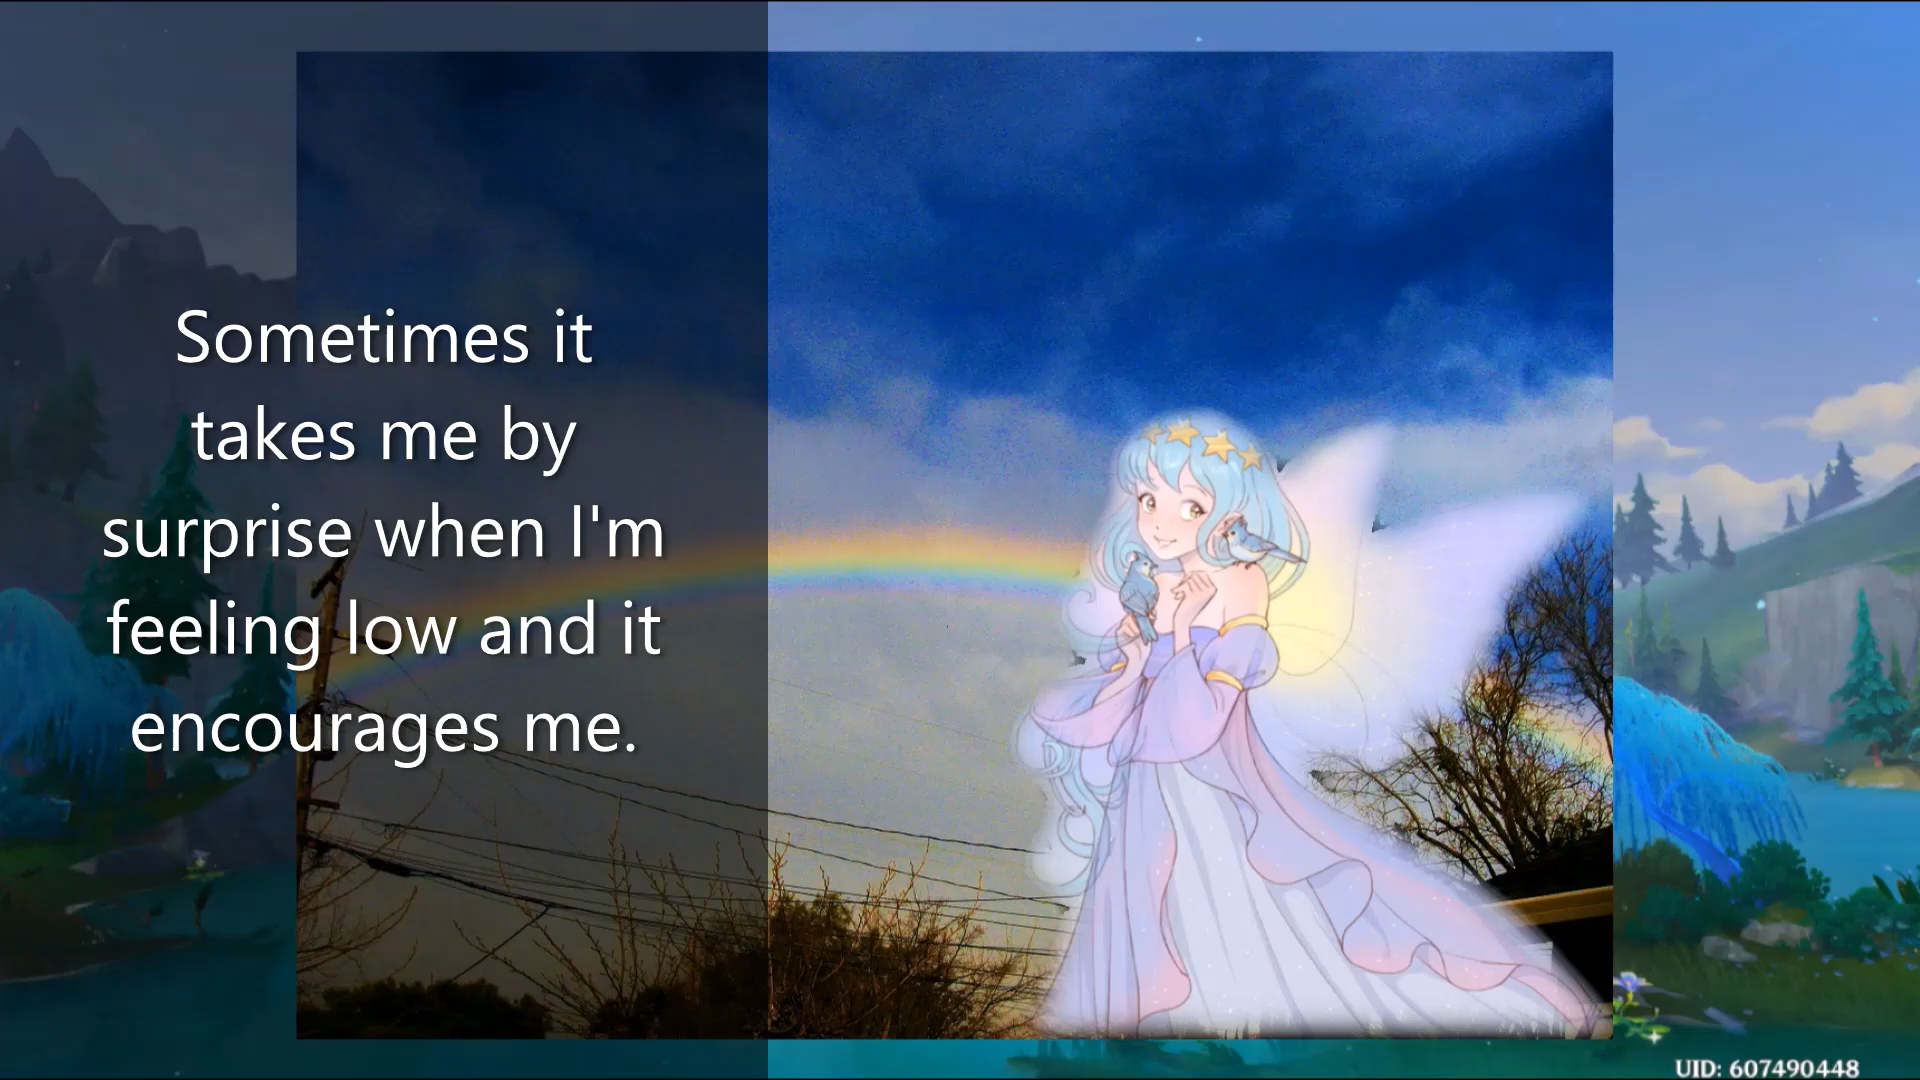 Sometimes it
takes me by
surprise when I'm
feeling low and it
encourages me.
UID: 607490448